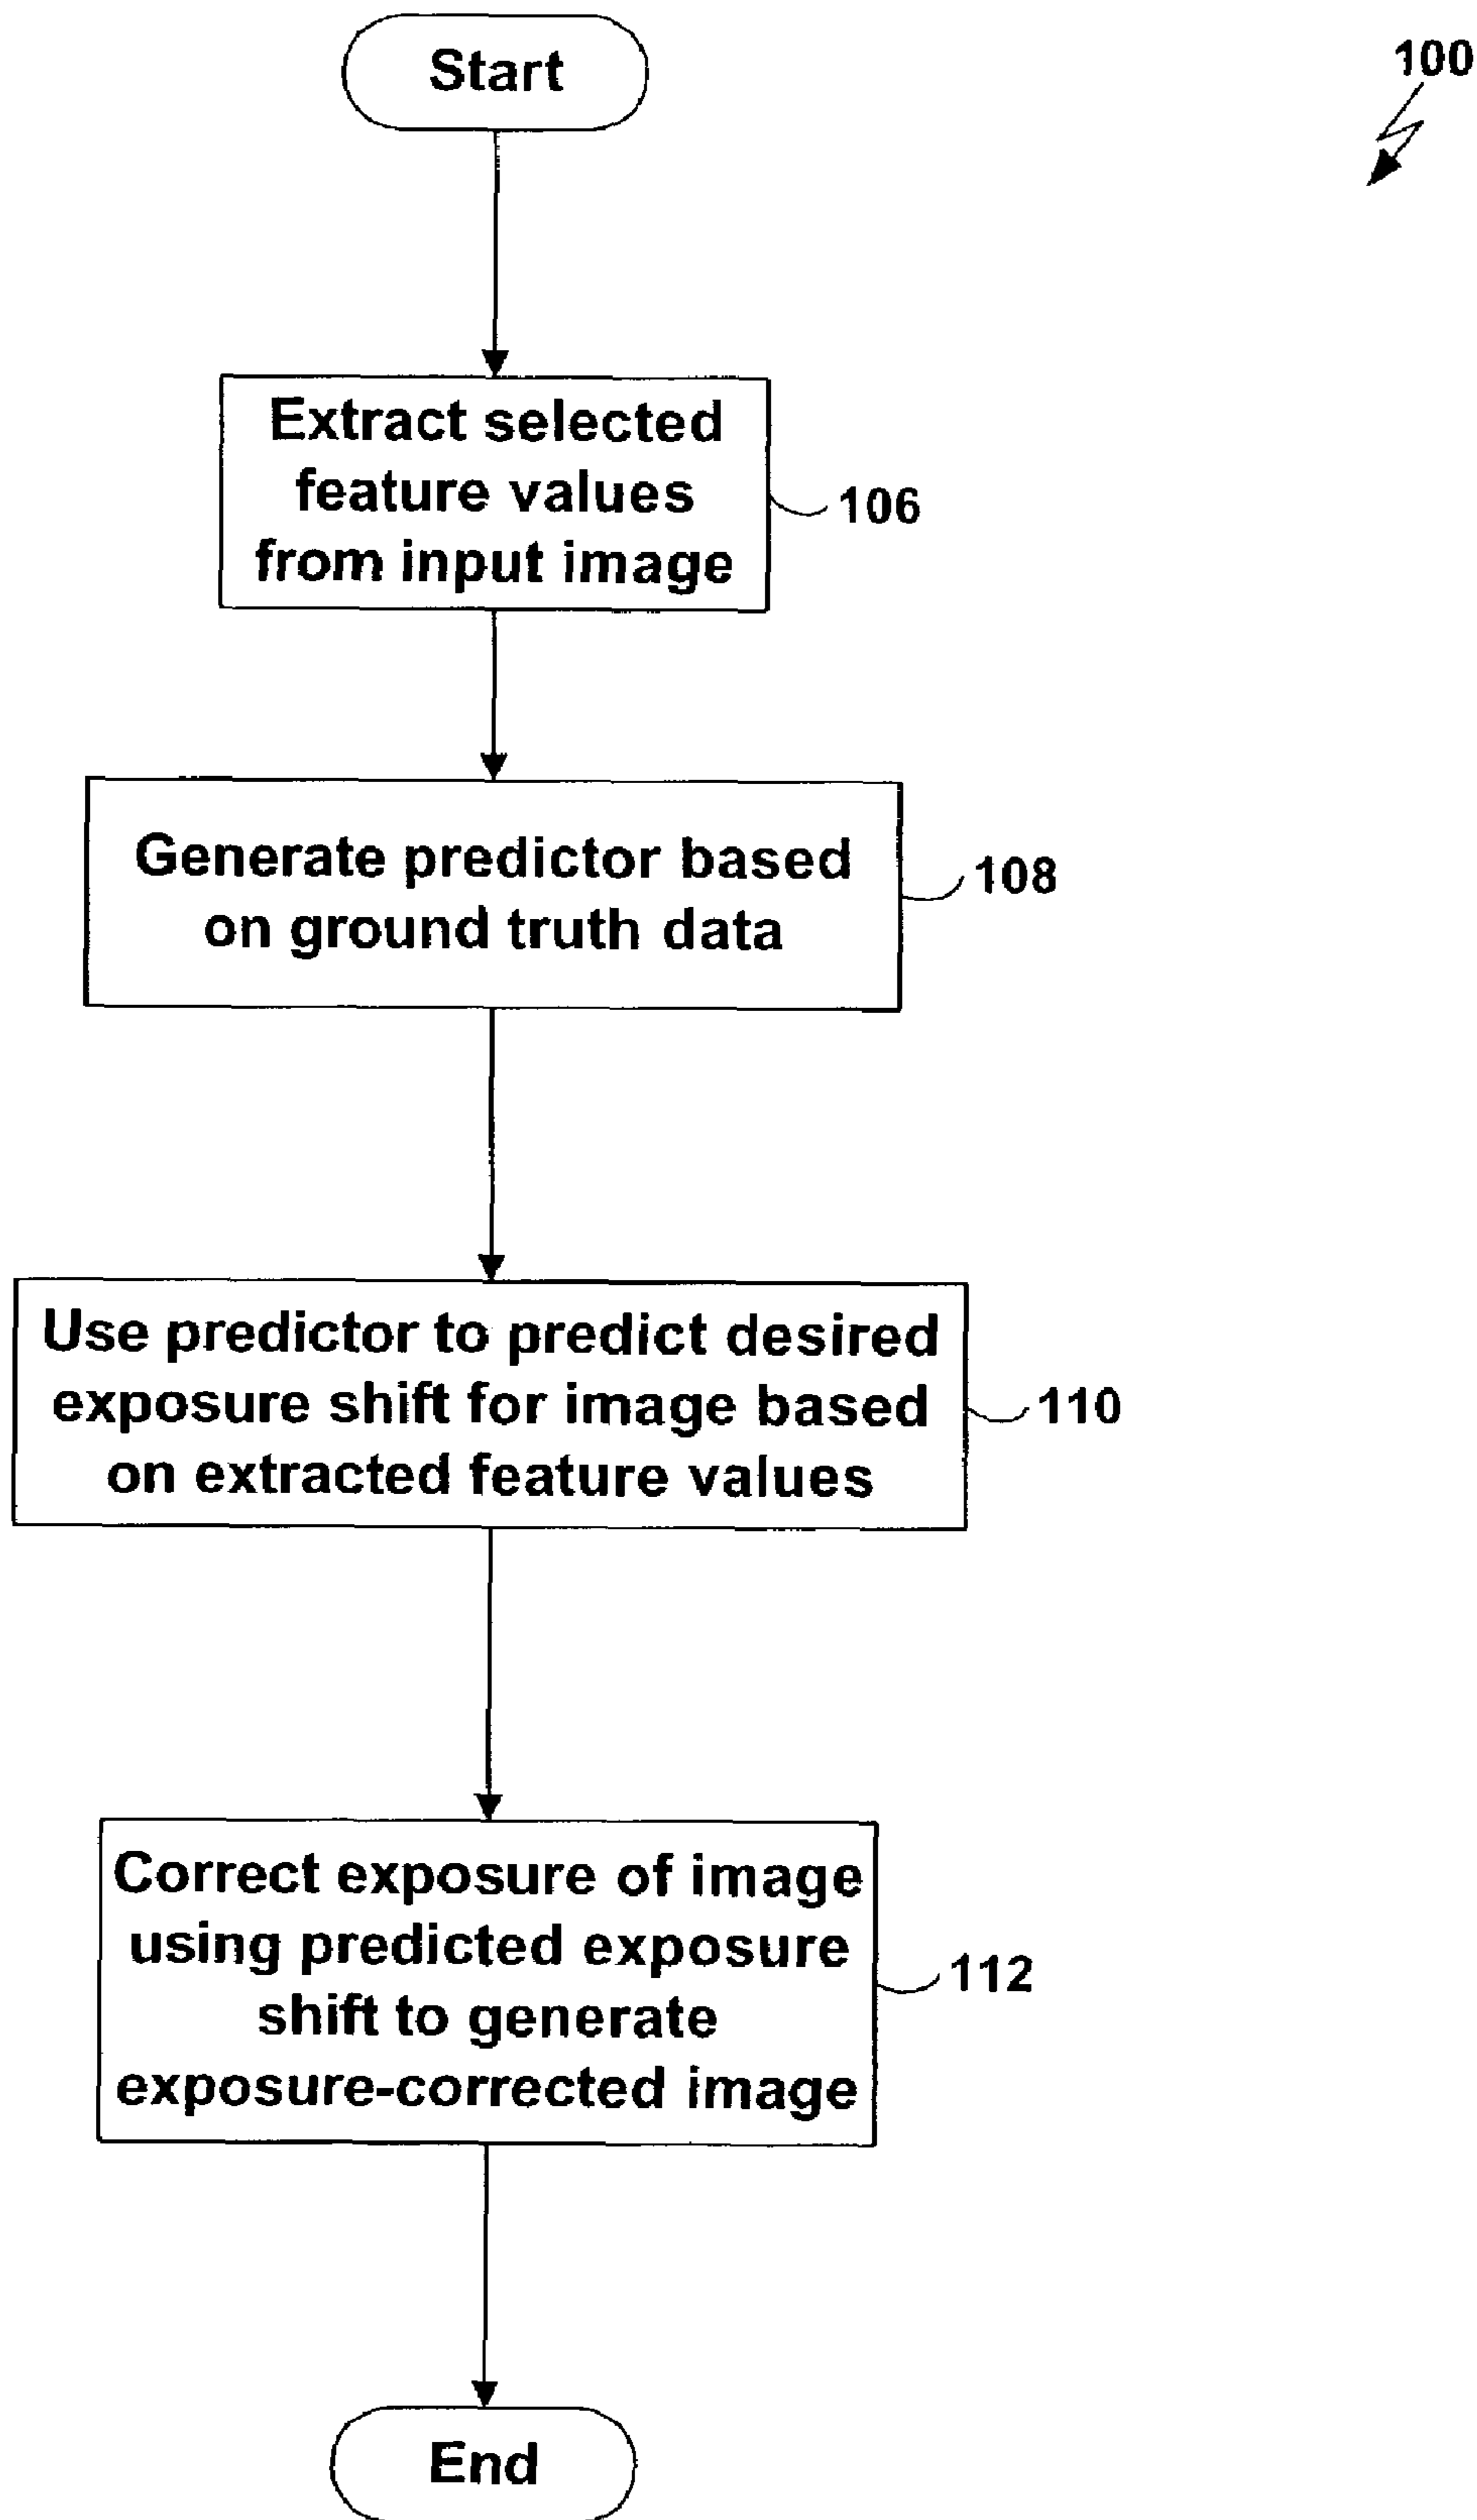 Start
100
Extract selected
feature values
from input image
106
Generate predictor based
on ground truth data
108
Use predictor to predict desired
exposure shift for image based
on extracted feature values
110
Correct exposure of image
using predicted exposure
shift to generate
exposure-corrected image
112
End